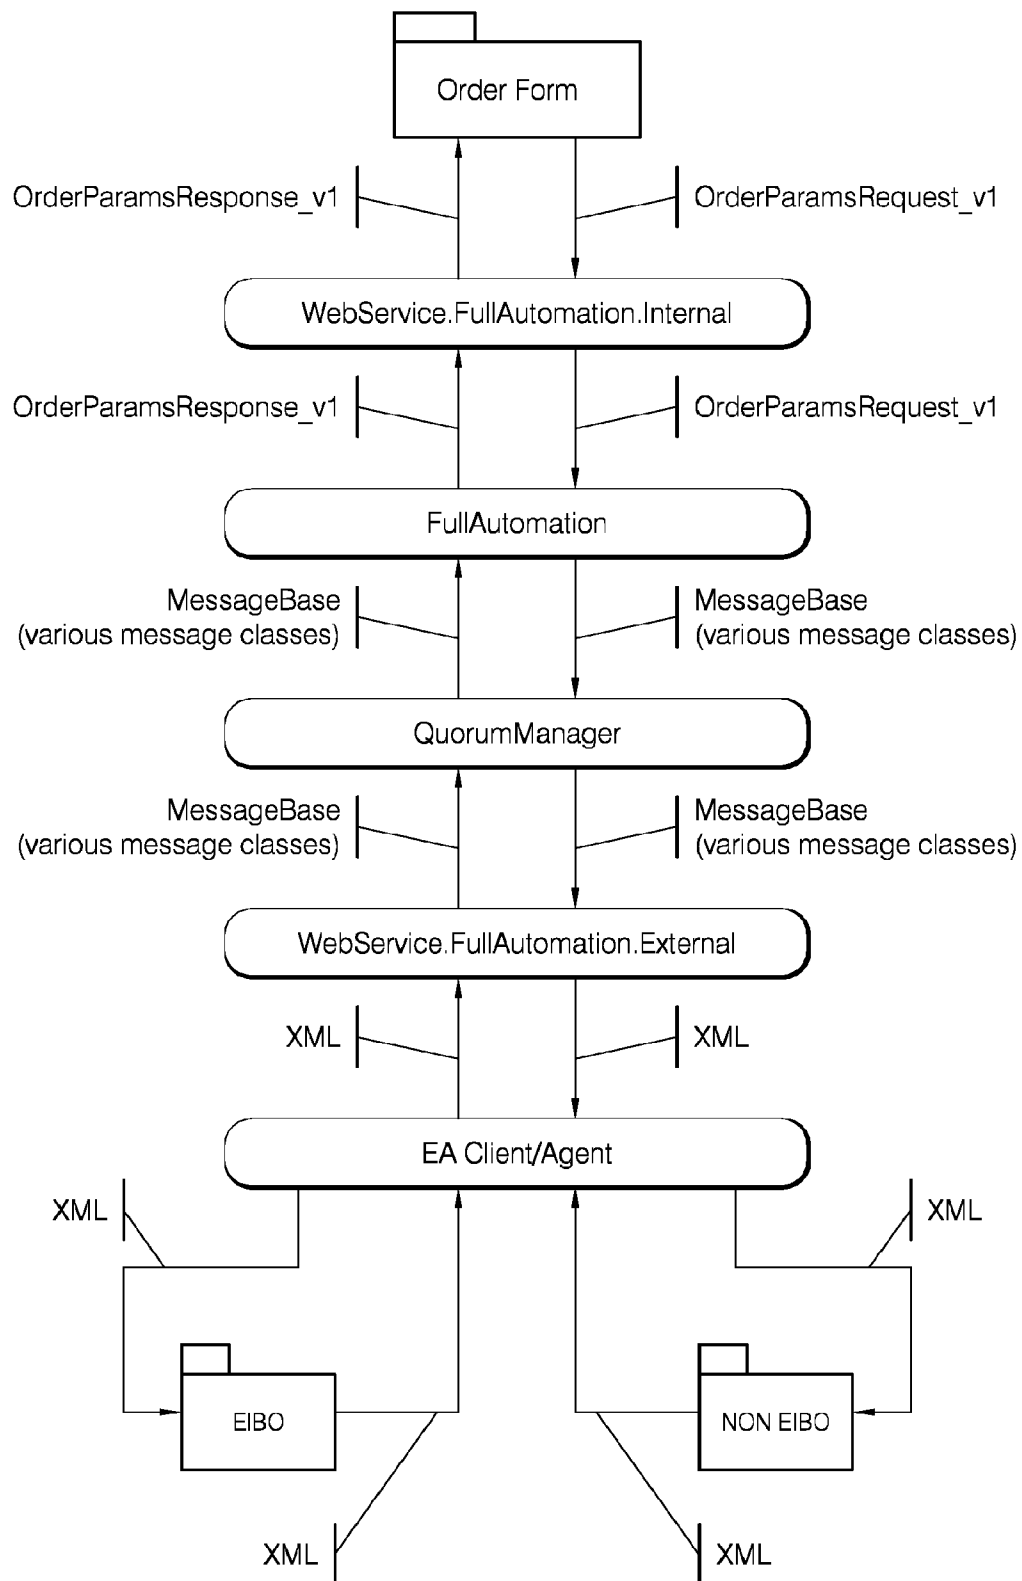 Order Form
OrderParamsResponse_v1
OrderParamsRequest_v1
WebService.FullAutomation.Internal
OrderParamsResponse_v1
OrderParamsRequest_v1
FullAutomation
MessageBase
(various message classes)
MessageBase
(various message classes)
QuorumManager
MessageBase
(various message classes)
MessageBase
(various message classes)
WebService.FullAutomation.External
XML
XML
EA Client/Agent
XML
XML
EIBO
NON EIBO
XML
XML